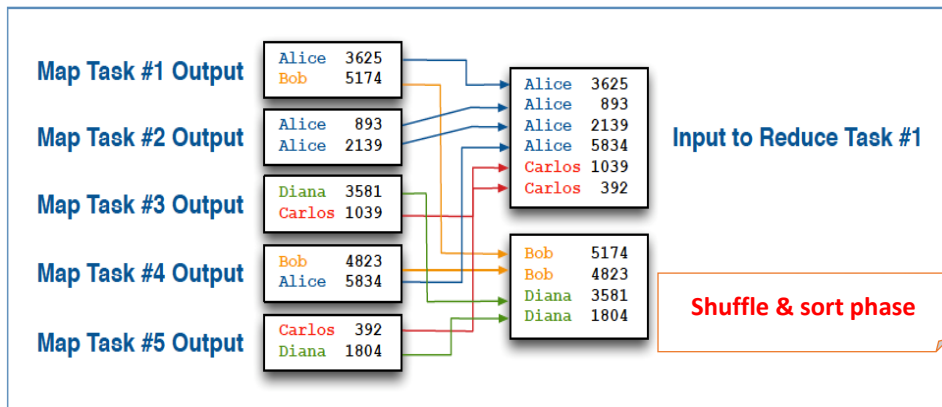 Map Task #1 Output
Alice 3625
Bob 5174
Map Task #2 Output
Alice 893
Alice 2139
Map Task #3 Output
Diana 3581
Carlos 1039
Map Task #4 Output
Bob 4823
Alice 5834
Map Task #5 Output
Carlos 392
Diana 1804
Alice 3625
Alice 893
Alice 2139
Alice 5834
Carlos 1039
Carlos 392
Input to Reduce Task #1
Bob 5174
Bob 4823
Diana 3581
Diana 1804
Shuffle & sort phase